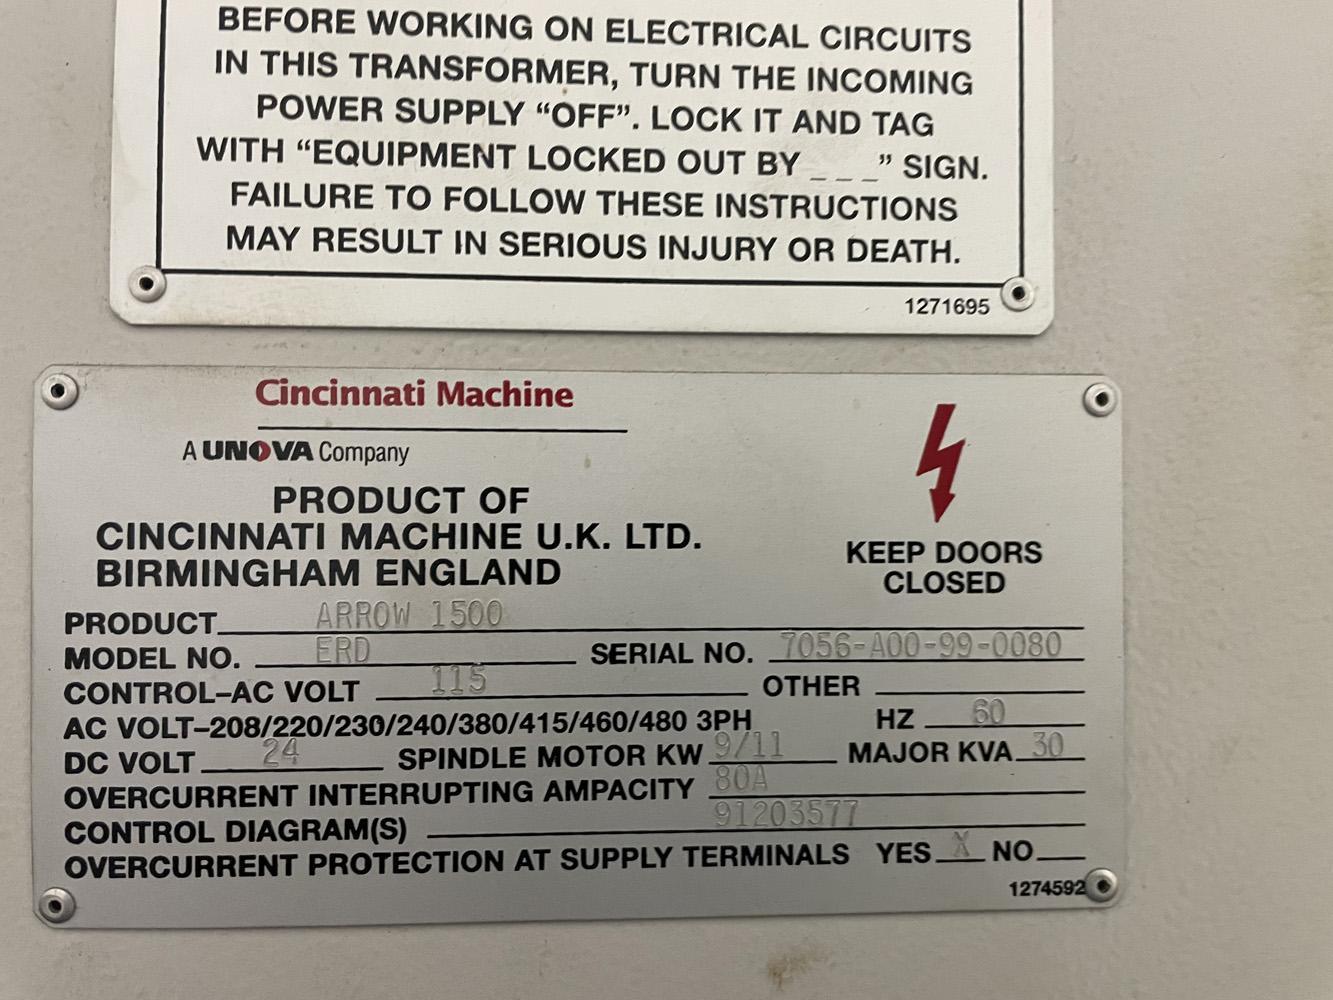 BEFORE WORKING ON ELECTRICAL CIRCUITS
IN THIS TRANSFORMER, TURN THE INCOMING
POWER SUPPLY “OFF”. LOCK IT AND TAG
WITH “EQUIPMENT LOCKED OUT BY _ _ _” SIGN.
FAILURE TO FOLLOW THESE INSTRUCTIONS
MAY RESULT IN SERIOUS INJURY OR DEATH.
1271695
Cincinnati Machine
A UNOVA Company
PRODUCT OF
CINCINNATI MACHINE U.K. LTD.
BIRMINGHAM ENGLAND
KEEP DOORS
CLOSED
PRODUCT ARROW 1500
MODEL NO. ERD SERIAL NO. 7056-A00-99-0080
CONTROL-AC VOLT 115 OTHER
AC VOLT-208/220/230/240/380/415/460/480 3PH HZ 60
DC VOLT 24 SPINDLE MOTOR KW 9/11 MAJOR KVA 30
OVERCURRENT INTERRUPTING AMPACITY 80A
CONTROL DIAGRAM(S) 91203577
OVERCURRENT PROTECTION AT SUPPLY TERMINALS YES X NO
1274592